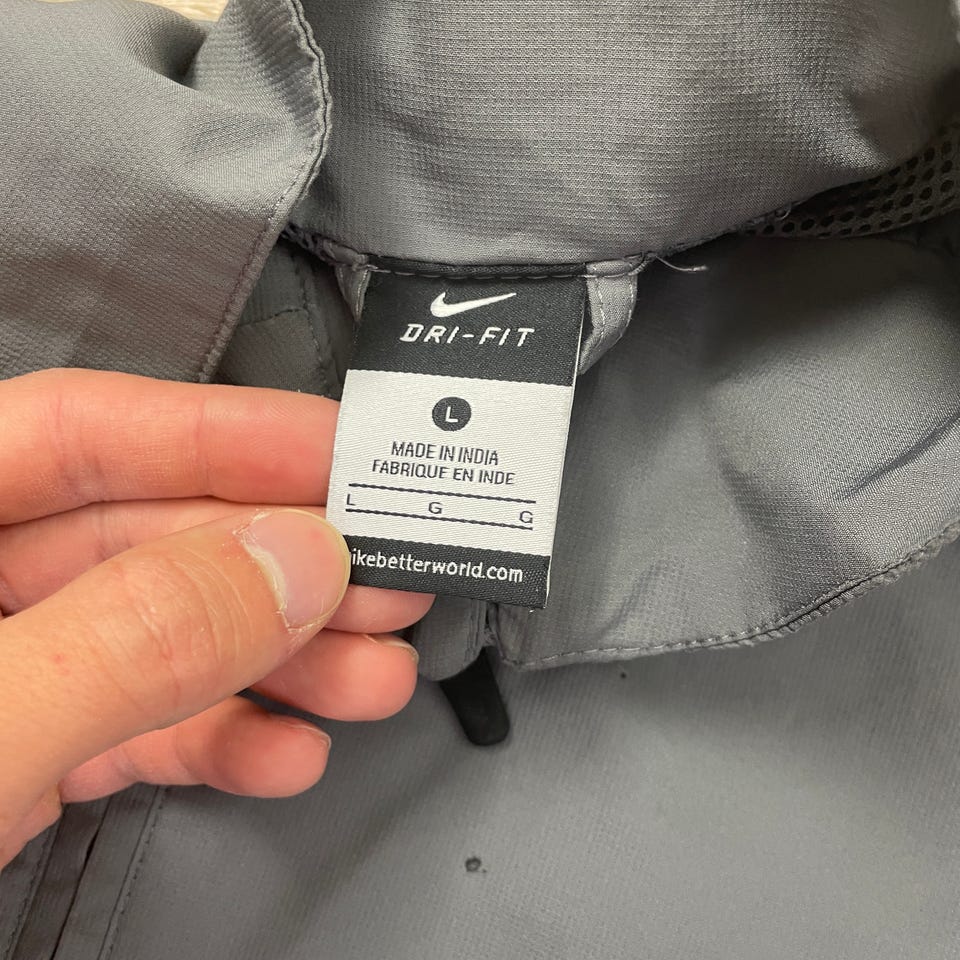 DRI-FIT
L
MADE IN INDIA
FABRIQUE EN INDE
L G G
ikebetterworld.com